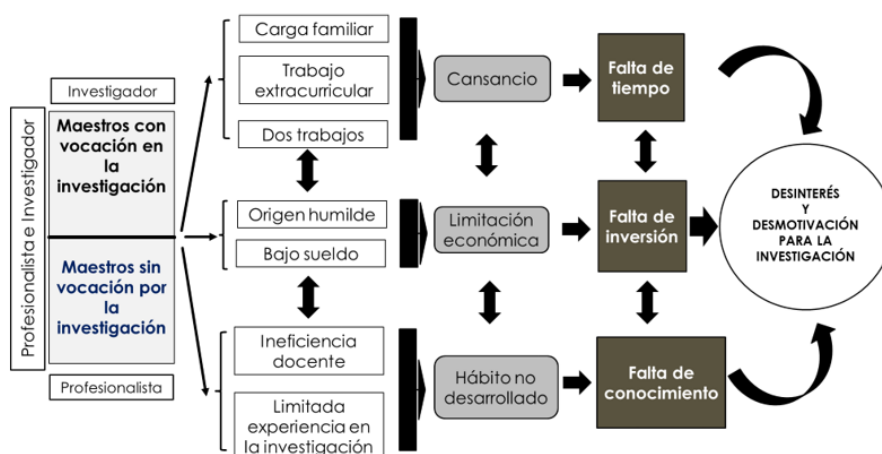 Profesionalista e Investigador
Investigador
Maestros con
vocación en
la
investigación
Maestros sin
vocación por
la
investigación
Profesionalista
Carga familiar
Trabajo
extracurricular
Dos trabajos
Origen humilde
Bajo sueldo
Ineficiencia
docente
Limitada
experiencia en
la investigación
Cansancio
Limitación
económica
Hábito no
desarrollado
Falta de
tiempo
Falta de
inversión
Falta de
conocimiento
DESINTERÉS
Y
DESMOTIVACIÓN
PARA LA
INVESTIGACIÓN